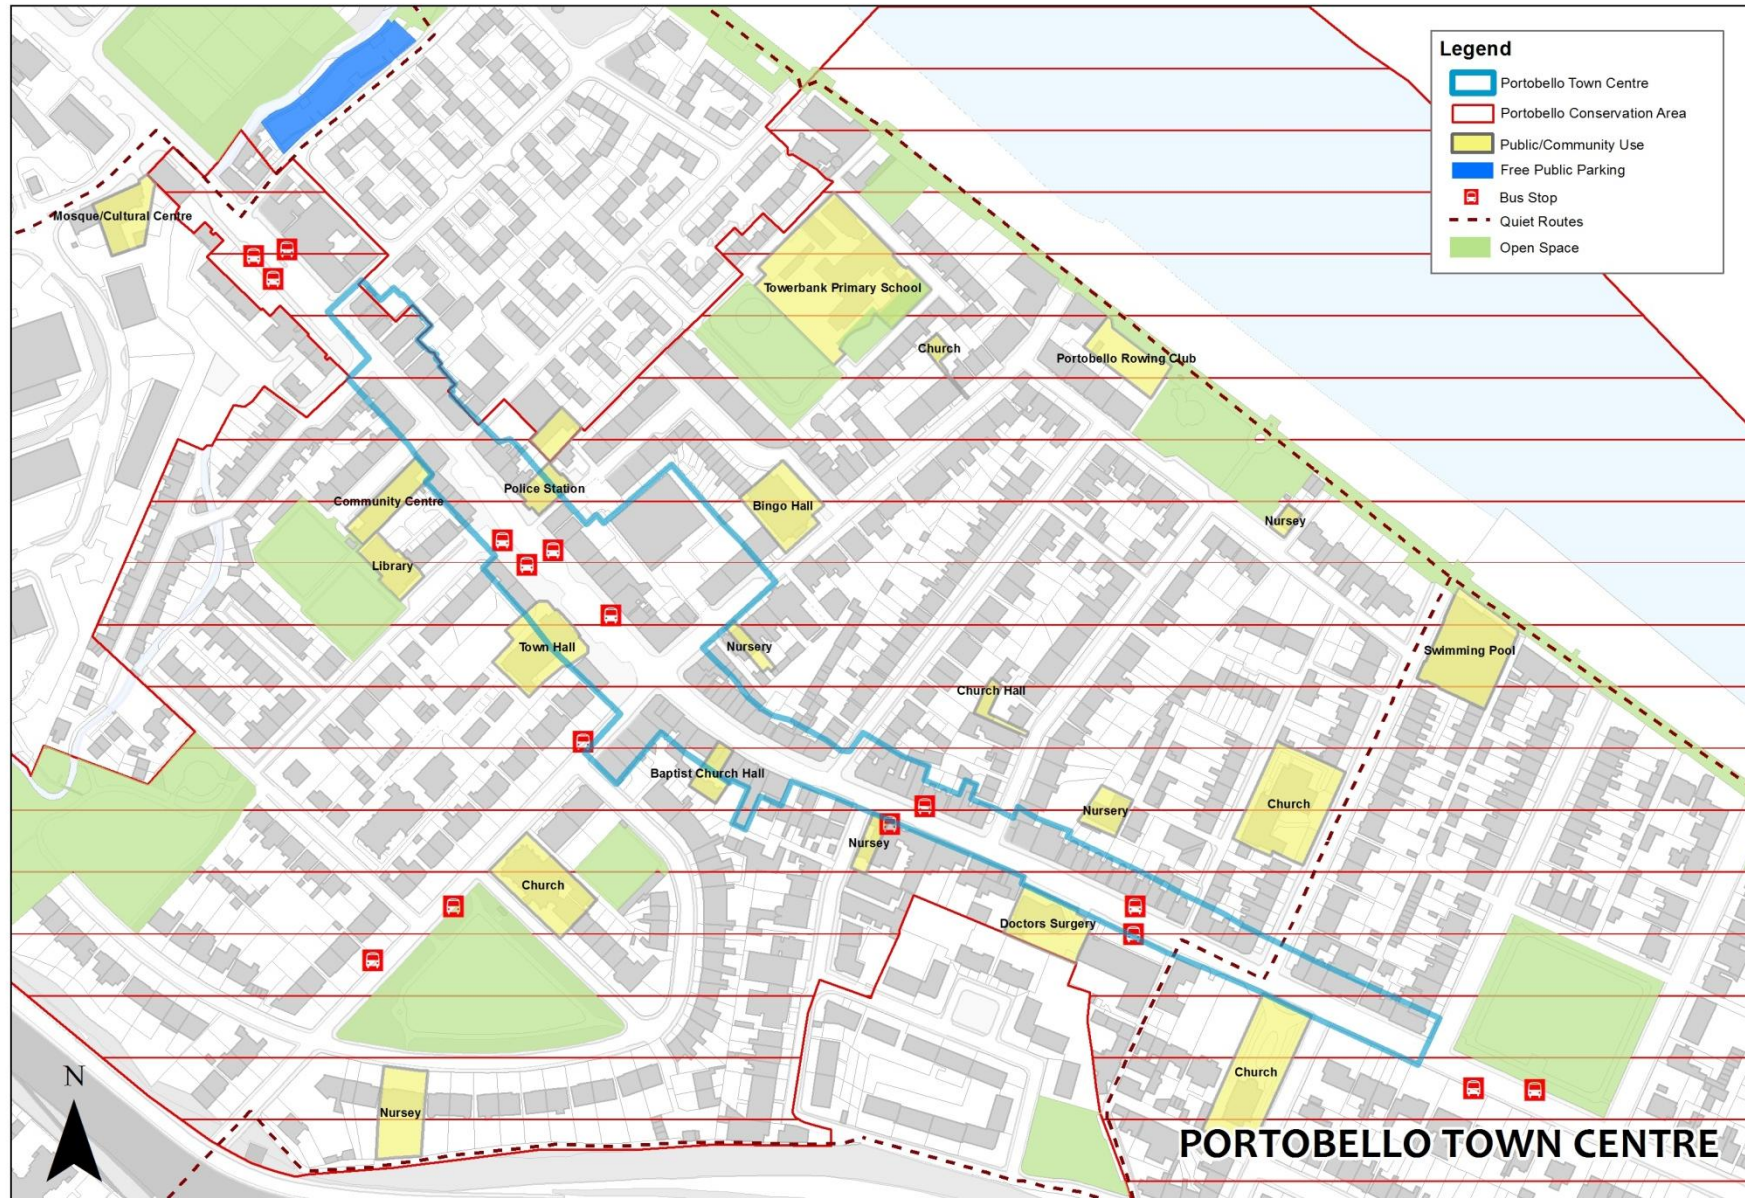 Legend
Portobello Town Centre
Portobello Conservation Area
Public/Community Use
Free Public Parking
Bus Stop
Quiet Routes
Open Space
Mosque/Cultural Centre
Towerbank Primary School
Church
Portobello Rowing Club
Police Station
Community Centre
Bingo Hall
Nursey
Library
Town Hall
Nursery
Swimming Pool
Church Hall
Baptist Church Hall
Church
Nursery
Nursey
Church
Doctors Surgery
Church
Nursey
N
PORTOBELLO TOWN CENTRE